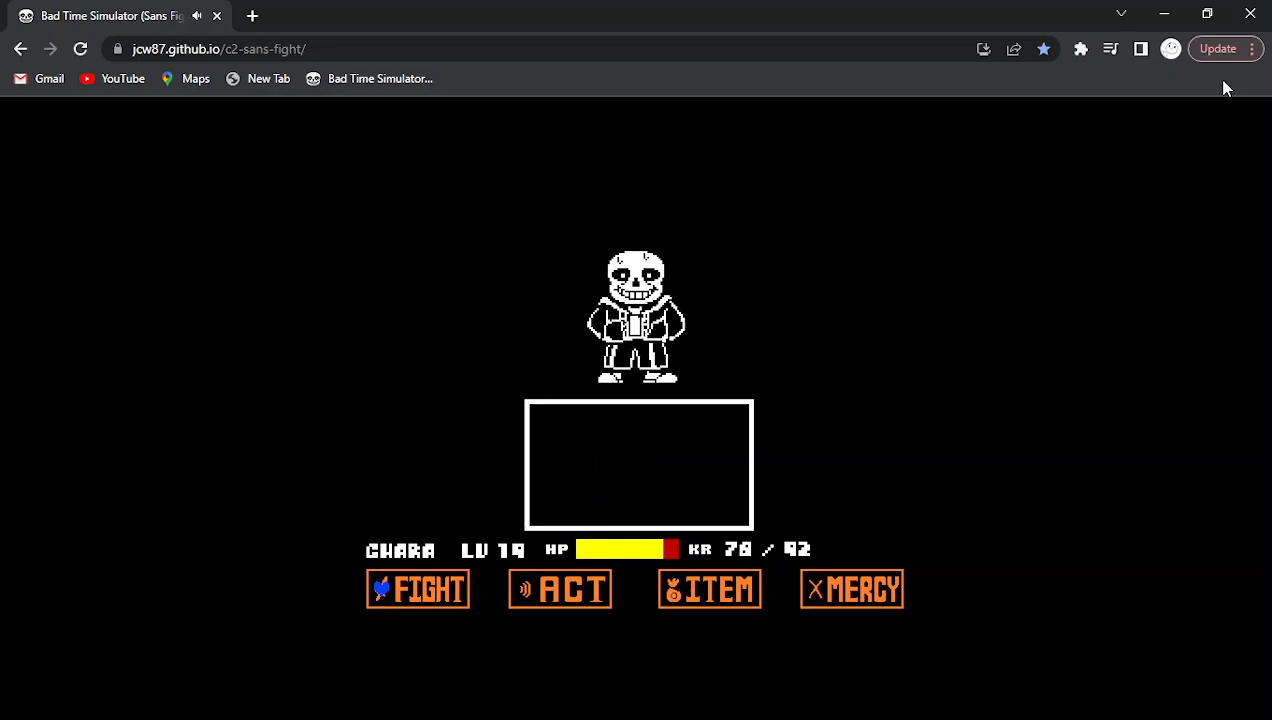 Bad Time Simulator (Sans Fig
jcw87.github.io/c2-sans-fight/
Update
Gmail YouTube Maps New Tab Bad Time Simulator...
CHARA LV 19 HP KR 78 / 92
FIGHT ACT ITEM MERCY